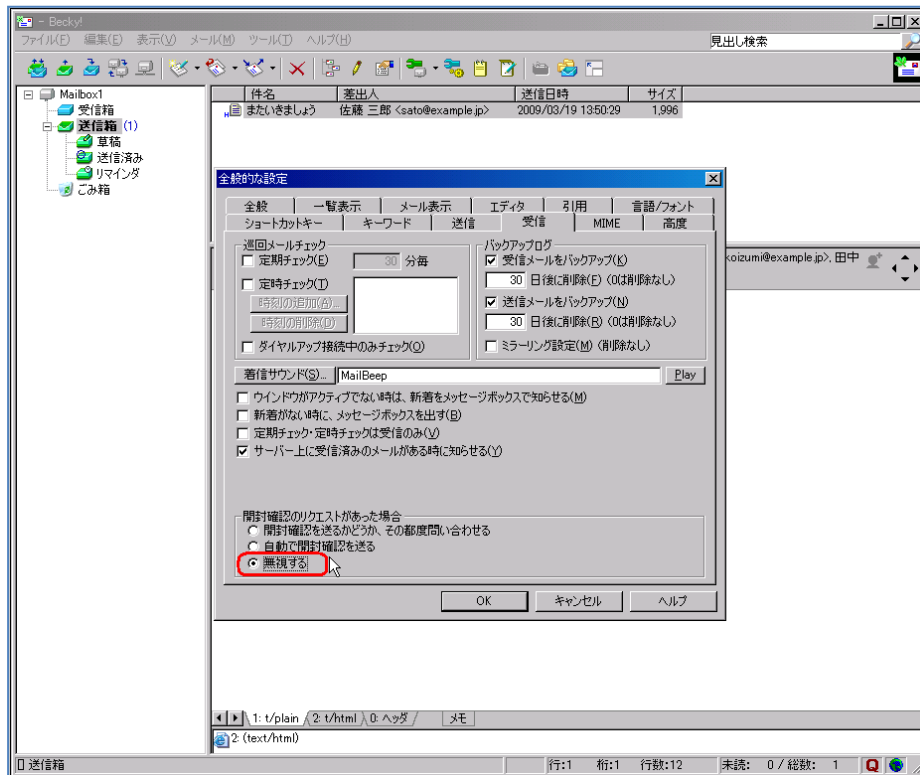 - Becky!
ファイル(F) 編集(E) 表示(V) メール(M) ツール(T) ヘルプ(H)
見出し検索
Mailbox1
受信箱
送信箱 (1)
草稿
送信済み
リマインダ
ごみ箱
件名 差出人 送信日時 サイズ
またいきましょう 佐藤 三郎 <sato@example.jp> 2009/03/19 13:50:29 1,996
<oizumi@example.jp>, 田中
全般的な設定
全般 一覧表示 メール表示 エディタ 引用 言語/フォント
ショートカットキー キーワード 送信 受信 MIME 高度
巡回メールチェック
定期チェック(E) 30 分毎
定時チェック(T)
時刻の追加(A)...
時刻の削除(D)
ダイヤルアップ接続中のみチェック(O)
バックアップログ
受信メールをバックアップ(K)
30 日後に削除(F) (0は削除なし)
送信メールをバックアップ(N)
30 日後に削除(R) (0は削除なし)
ミラーリング設定(M) (削除なし)
着信サウンド(S)... MailBeep Play
ウインドウがアクティブでない時は、新着をメッセージボックスで知らせる(M)
新着がない時に、メッセージボックスを出す(B)
定期チェック・定時チェックは受信のみ(V)
サーバー上に受信済みのメールがある時に知らせる(Y)
開封確認のリクエストがあった場合
開封確認を送るかどうか、その都度問い合わせる
自動で開封確認を送る
無視する
OK キャンセル ヘルプ
1: t/plain 2: t/html 0: ヘッダ メモ
2: (text/html)
送信箱 行:1 桁:1 行数:12 未読: 0 / 総数: 1 Q